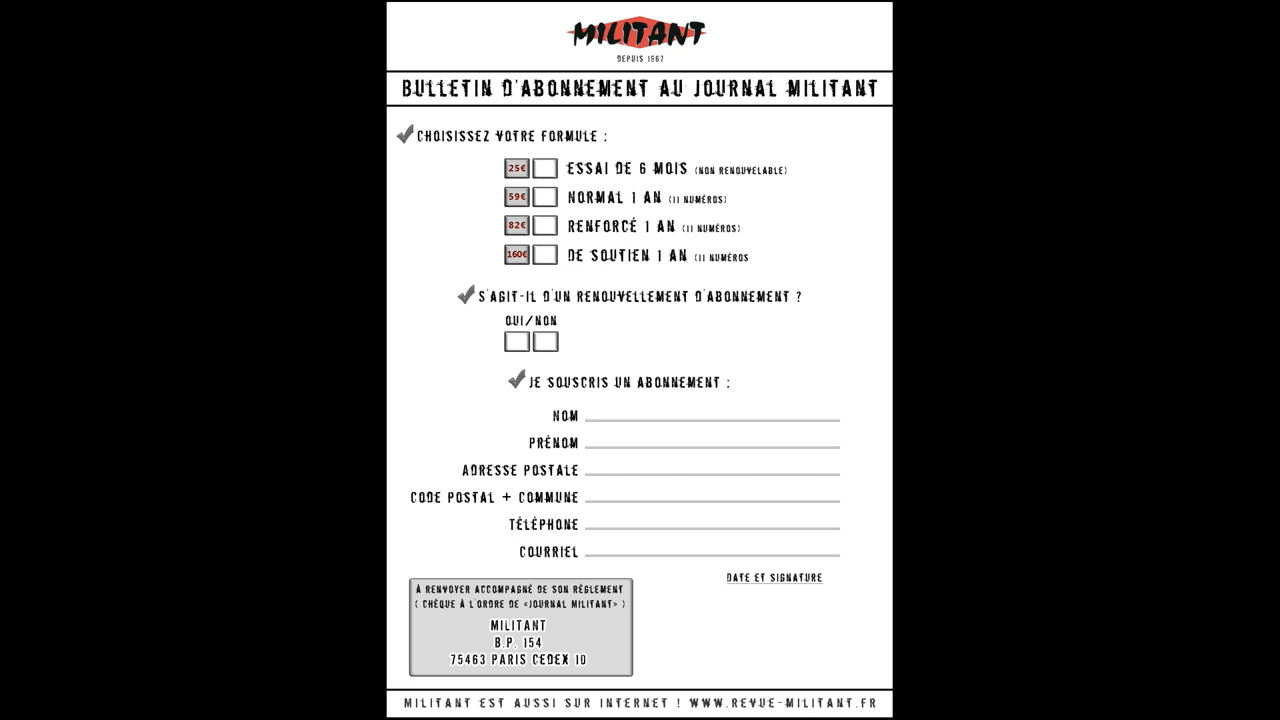 MILITANT
DEPUIS 1967
BULLETIN D'ABONNEMENT AU JOURNAL MILITANT
CHOISISSEZ VOTRE FORMULE :
25€ ESSAI DE 6 MOIS (NON RENOUVELABLE)
59€ NORMAL 1 AN (11 NUMÉROS)
82€ RENFORCÉ 1 AN (11 NUMÉROS)
160€ DE SOUTIEN 1 AN (11 NUMÉROS
S'AGIT-IL D'UN RENOUVELLEMENT D'ABONNEMENT ?
OUI/NON
JE SOUSCRIS UN ABONNEMENT :
NOM
PRÉNOM
ADRESSE POSTALE
CODE POSTAL + COMMUNE
TÉLÉPHONE
COURRIEL
DATE ET SIGNATURE
À RENVOYER ACCOMPAGNÉ DE SON RÈGLEMENT
( CHÈQUE À L'ORDRE DE «JOURNAL MILITANT» )
MILITANT
B.P. 154
75463 PARIS CEDEX 10
MILITANT EST AUSSI SUR INTERNET ! WWW.REVUE-MILITANT.FR